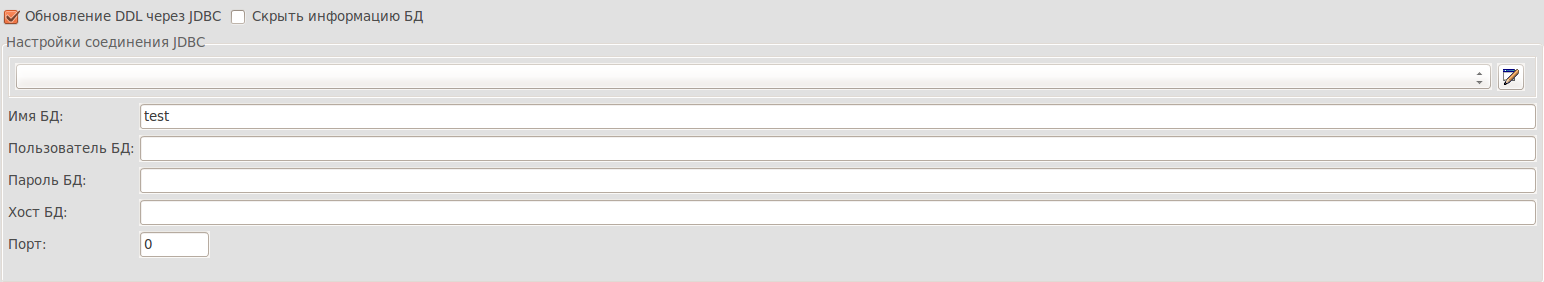 Обновление DDL через JDBC Скрыть информацию БД
Настройки соединения JDBC
Имя БД: test
Пользователь БД:
Пароль БД:
Хост БД:
Порт: 0